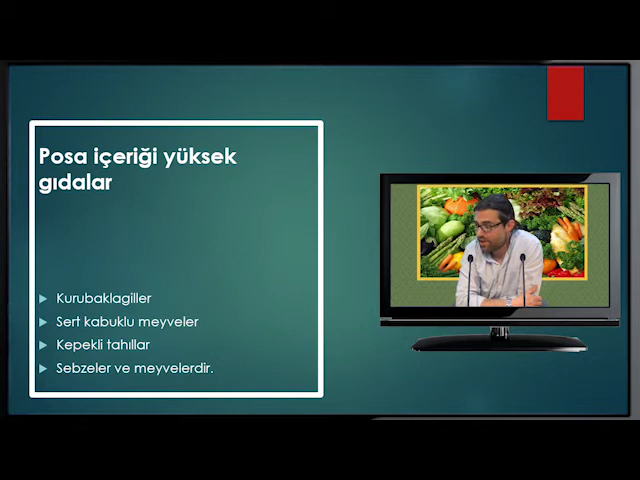 Posa içeriği yüksek
gıdalar
Kurubaklagiller
Sert kabuklu meyveler
Kepekli tahıllar
Sebzeler ve meyvelerdir.